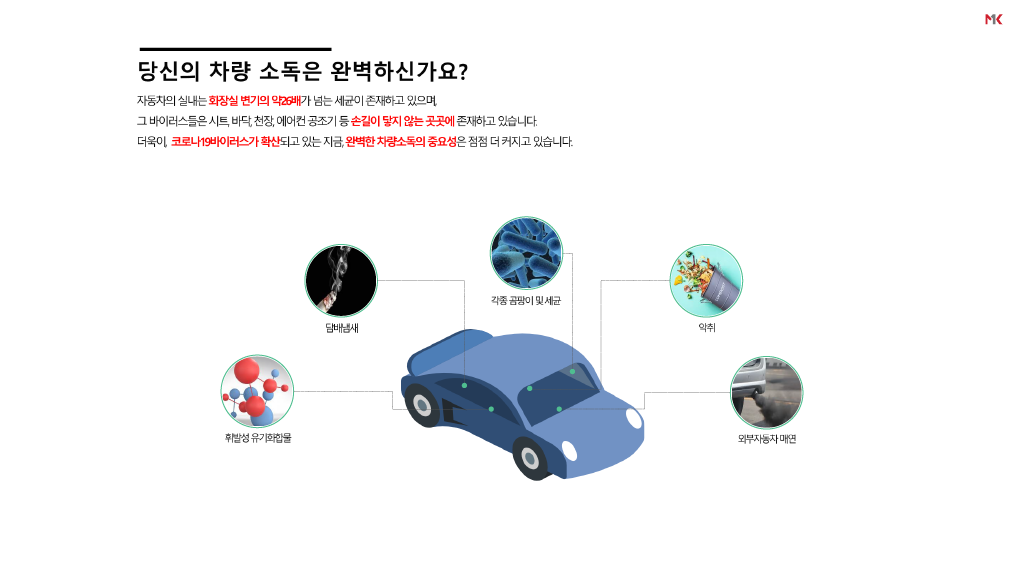 MK
당신의 차량 소독은 완벽하신가요?
자동차의 실내는 화장실 변기의 약26배가 넘는 세균이 존재하고 있으며,
그 바이러스들은 시트, 바닥, 천장, 에어컨 공조기 등 손길이 닿지 않는 곳곳에 존재하고 있습니다.
더욱이, 코로나19바이러스가 확산되고 있는 지금, 완벽한 차량소독의 중요성은 점점 더 커지고 있습니다.
각종 곰팡이 및 세균
담배냄새
악취
휘발성 유기화합물
외부자동차 매연